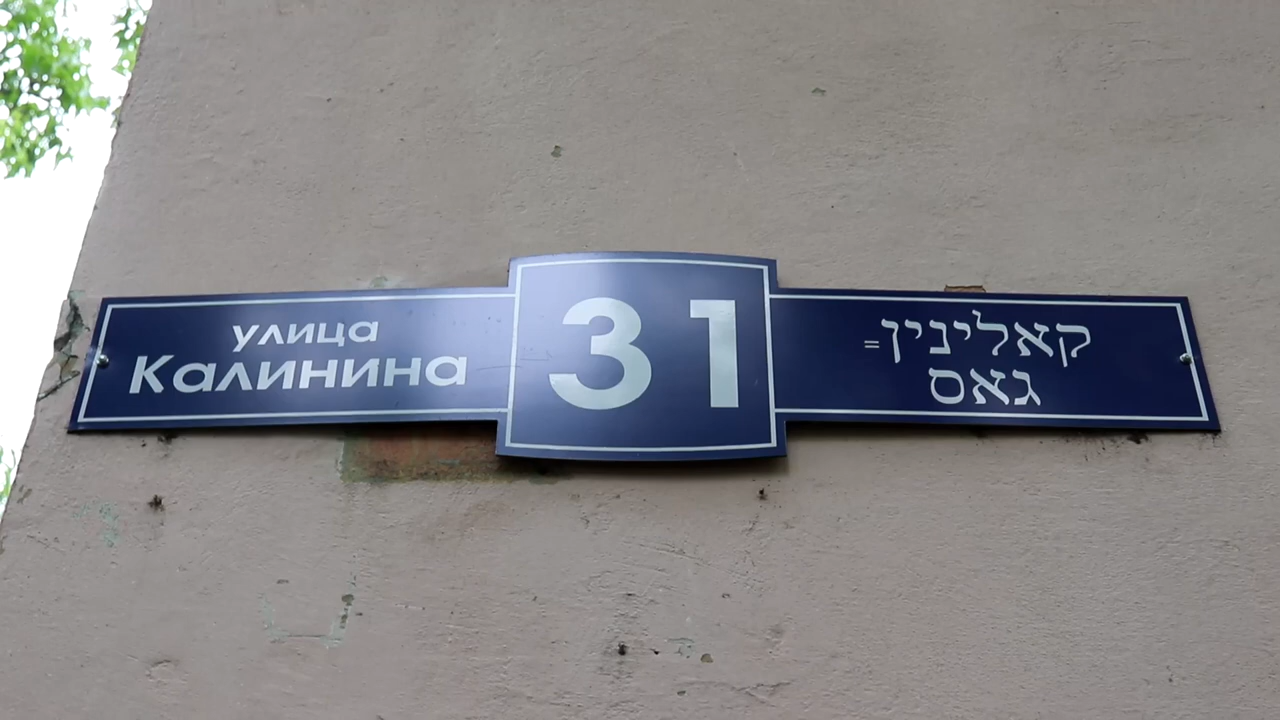 улица
Калинина
31
קאַלינין=
גאַס